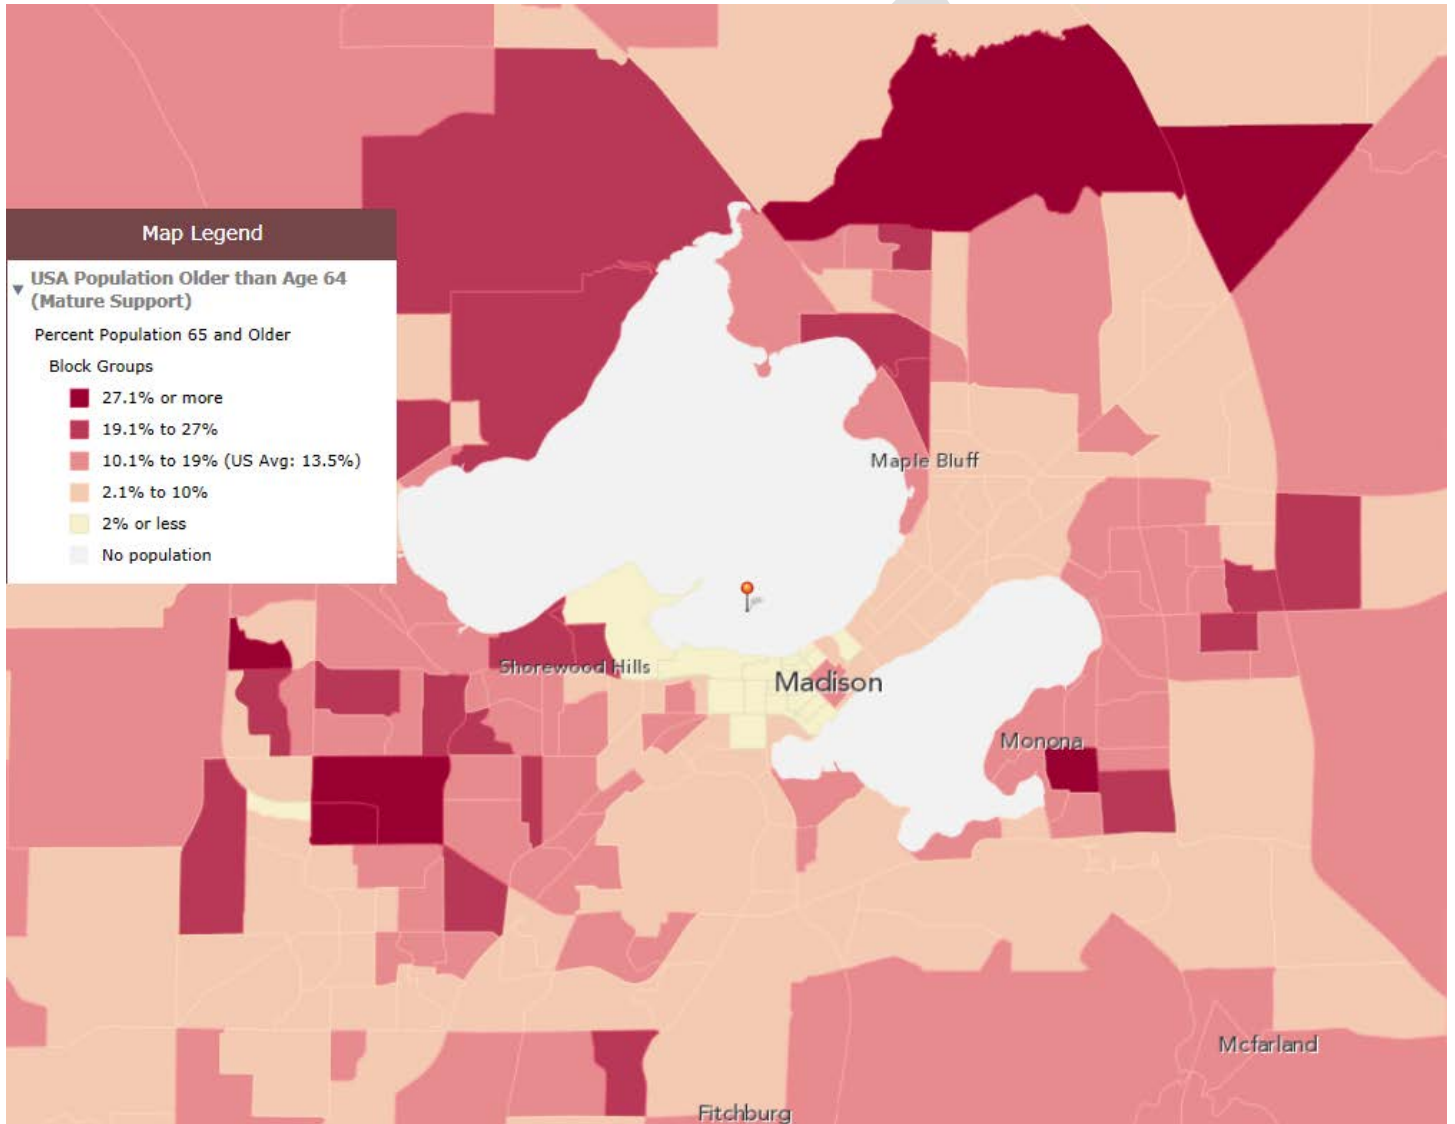 Map Legend
USA Population Older than Age 64
(Mature Support)
Percent Population 65 and Older
Block Groups
27.1% or more
19.1% to 27%
10.1% to 19% (US Avg: 13.5%)
2.1% to 10%
2% or less
No population
Maple Bluff
Shorewood Hills
Madison
Monona
Mcfarland
Fitchburg